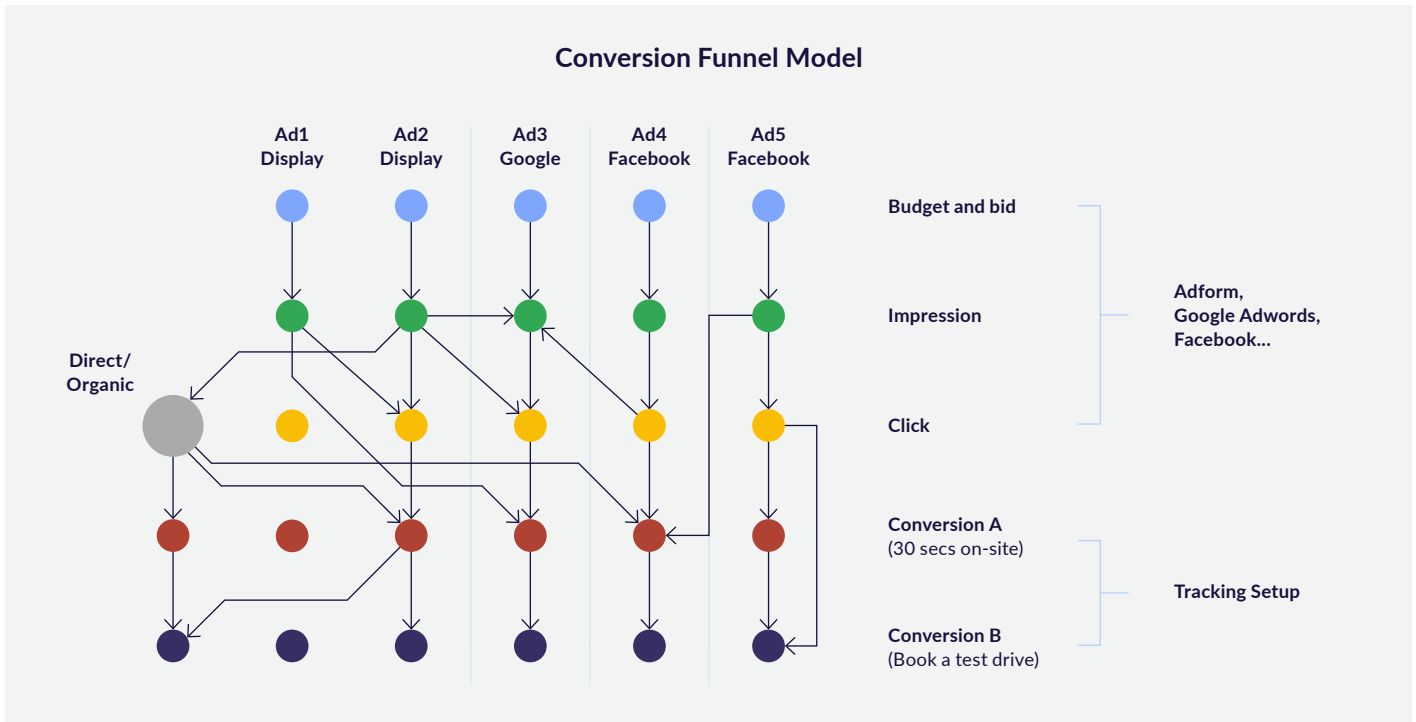 Conversion Funnel Model
Ad1
Display
Ad2
Display
Ad3
Google
Ad4
Facebook
Ad5
Facebook
Budget and bid
Impression
Adform,
Google Adwords,
Facebook...
Direct/
Organic
Click
Conversion A
(30 secs on-site)
Tracking Setup
Conversion B
(Book a test drive)